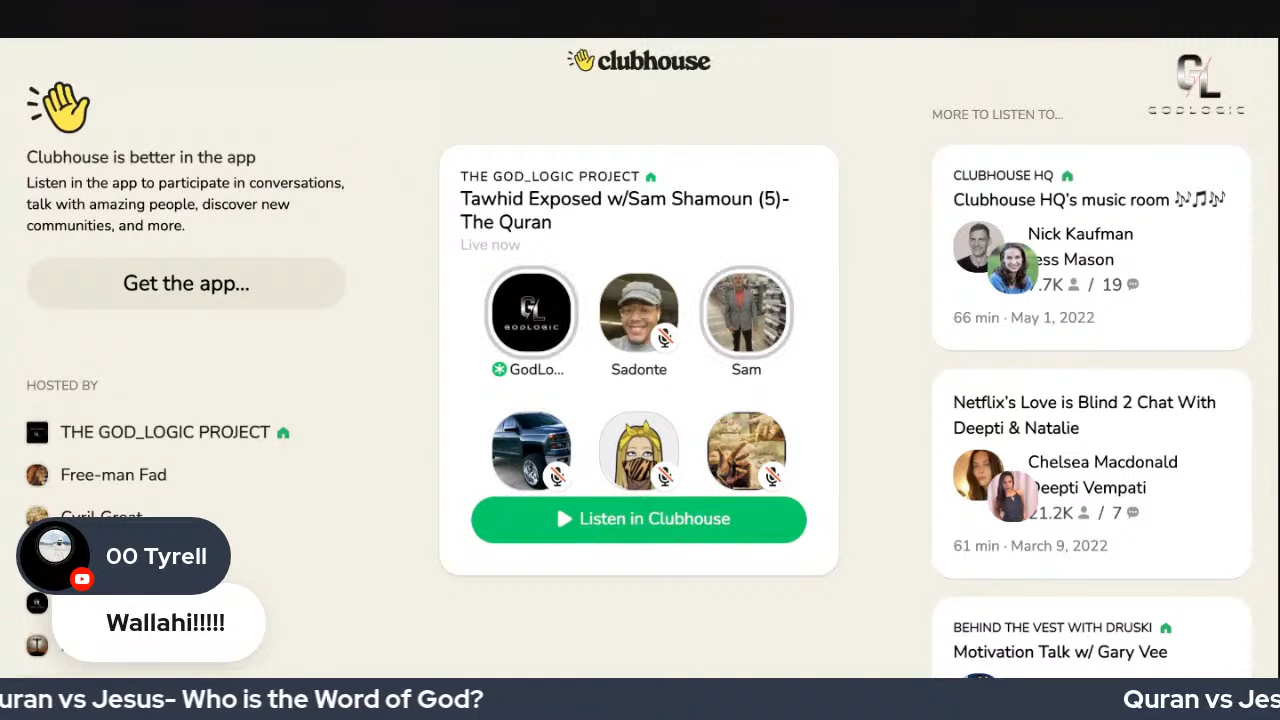 clubhouse
GL
GODLOGIC
Clubhouse is better in the app
Listen in the app to participate in conversations,
talk with amazing people, discover new
communities, and more.
Get the app...
HOSTED BY
THE GOD_LOGIC PROJECT
Free-man Fad
Cyril Great
00 Tyrell
Wallahi!!!!!
THE GOD_LOGIC PROJECT
Tawhid Exposed w/Sam Shamoun (5)-
The Quran
Live now
GL
GODLOGIC
GodLo...
Sadonte
Sam
Listen in Clubhouse
MORE TO LISTEN TO...
CLUBHOUSE HQ
Clubhouse HQ's music room 🎶🎵🎶
Nick Kaufman
ess Mason
.7K / 19
66 min · May 1, 2022
Netflix's Love is Blind 2 Chat With
Deepti & Natalie
Chelsea Macdonald
Deepti Vempati
21.2K / 7
61 min · March 9, 2022
BEHIND THE VEST WITH DRUSKI
Motivation Talk w/ Gary Vee
uran vs Jesus- Who is the Word of God?
Quran vs Jes